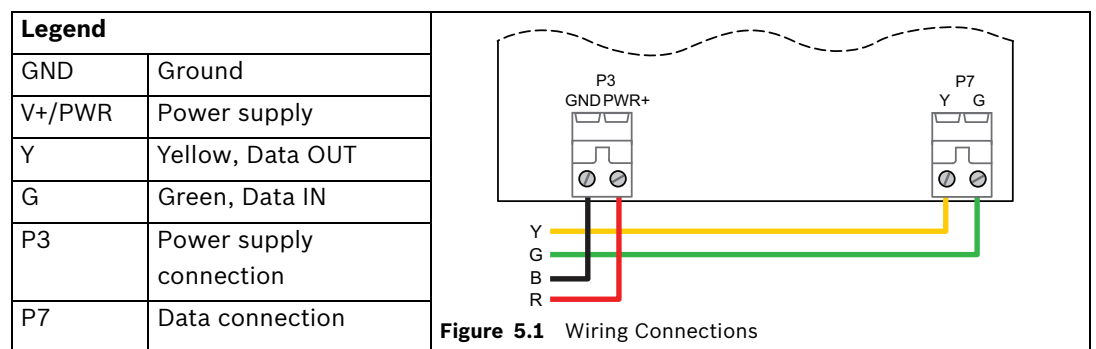 Legend
GND Ground
V+/PWR Power supply
Y Yellow, Data OUT
G Green, Data IN
P3 Power supply
connection
P7 Data connection
P3
GND PWR+
P7
Y G
Y
G
B
R
Figure 5.1 Wiring Connections